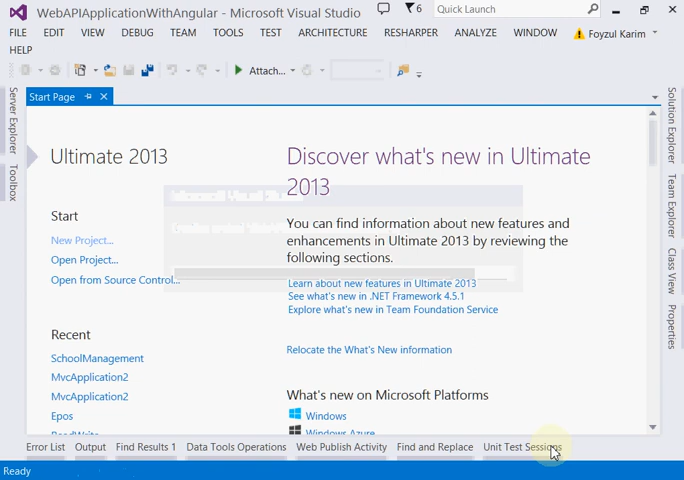 WebAPIApplicationWithAngular - Microsoft Visual Studio
6
Quick Launch
FILE EDIT VIEW DEBUG TEAM TOOLS TEST ARCHITECTURE RESHARPER ANALYZE WINDOW
Foyzul Karim
HELP
Attach...
Server Explorer
Toolbox
Start Page
Ultimate 2013
Start
New Project...
Open Project...
Open from Source Control...
Recent
SchoolManagement
MvcApplication2
MvcApplication2
Epos
ReadWrite
Discover what's new in Ultimate
2013
You can find information about new features and
enhancements in Ultimate 2013 by reviewing the
following sections.
Learn about new features in Ultimate 2013
See what's new in .NET Framework 4.5.1
Explore what's new in Team Foundation Service
Relocate the What's New information
What's new on Microsoft Platforms
Windows
Windows Azure
Solution Explorer
Team Explorer
Class View
Properties
Error List Output Find Results 1 Data Tools Operations Web Publish Activity Find and Replace Unit Test Sessions
Ready